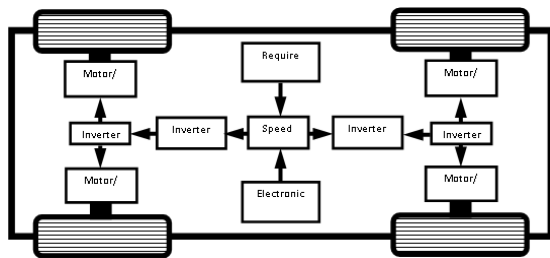 Motor/
Require
Motor/
Inverter
Inverter
Speed
Inverter
Inverter
Motor/
Electronic
Motor/